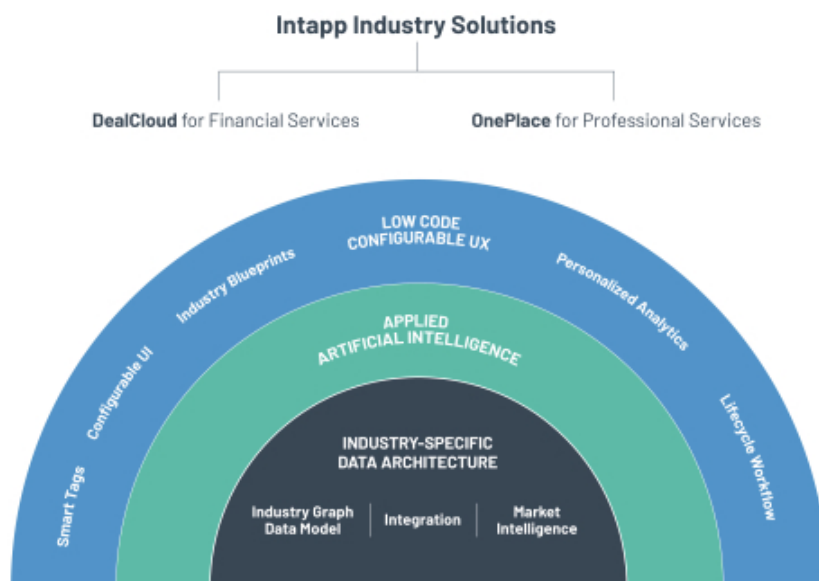 Intapp Industry Solutions
DealCloud for Financial Services
OnePlace for Professional Services
LOW CODE
CONFIGURABLE UX
Smart Tags
Configurable UI
Industry Blueprints
Personalized Analytics
Lifecycle Workflow
APPLIED
ARTIFICIAL INTELLIGENCE
INDUSTRY-SPECIFIC
DATA ARCHITECTURE
Industry Graph
Data Model
Integration
Market
Intelligence